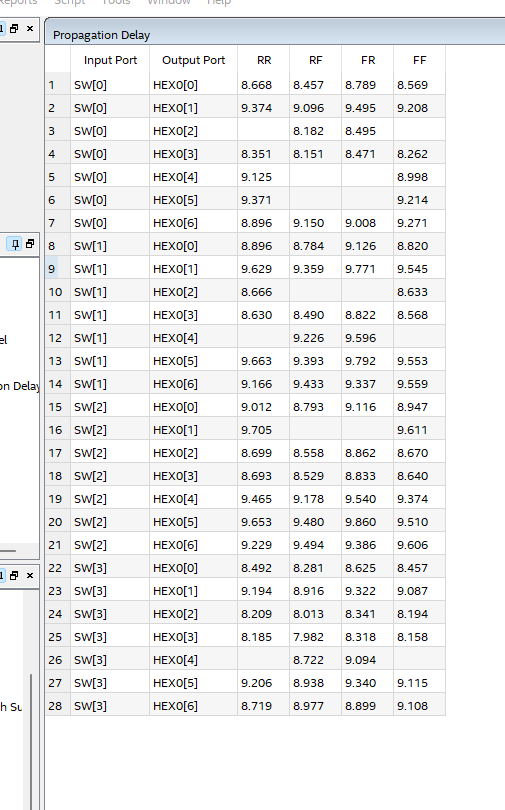 Reports Script Tools Window Help
Propagation Delay
Input Port Output Port RR RF FR FF
1 SW[0] HEX0[0] 8.668 8.457 8.789 8.569
2 SW[0] HEX0[1] 9.374 9.096 9.495 9.208
3 SW[0] HEX0[2] 8.182 8.495
4 SW[0] HEX0[3] 8.351 8.151 8.471 8.262
5 SW[0] HEX0[4] 9.125 8.998
6 SW[0] HEX0[5] 9.371 9.214
7 SW[0] HEX0[6] 8.896 9.150 9.008 9.271
8 SW[1] HEX0[0] 8.896 8.784 9.126 8.820
9 SW[1] HEX0[1] 9.629 9.359 9.771 9.545
10 SW[1] HEX0[2] 8.666 8.633
11 SW[1] HEX0[3] 8.630 8.490 8.822 8.568
12 SW[1] HEX0[4] 9.226 9.596
el
13 SW[1] HEX0[5] 9.663 9.393 9.792 9.553
14 SW[1] HEX0[6] 9.166 9.433 9.337 9.559
on Delay
15 SW[2] HEX0[0] 9.012 8.793 9.116 8.947
16 SW[2] HEX0[1] 9.705 9.611
17 SW[2] HEX0[2] 8.699 8.558 8.862 8.670
18 SW[2] HEX0[3] 8.693 8.529 8.833 8.640
19 SW[2] HEX0[4] 9.465 9.178 9.540 9.374
20 SW[2] HEX0[5] 9.653 9.480 9.860 9.510
21 SW[2] HEX0[6] 9.229 9.494 9.386 9.606
22 SW[3] HEX0[0] 8.492 8.281 8.625 8.457
23 SW[3] HEX0[1] 9.194 8.916 9.322 9.087
24 SW[3] HEX0[2] 8.209 8.013 8.341 8.194
25 SW[3] HEX0[3] 8.185 7.982 8.318 8.158
26 SW[3] HEX0[4] 8.722 9.094
27 SW[3] HEX0[5] 9.206 8.938 9.340 9.115
28 SW[3] HEX0[6] 8.719 8.977 8.899 9.108
h Su